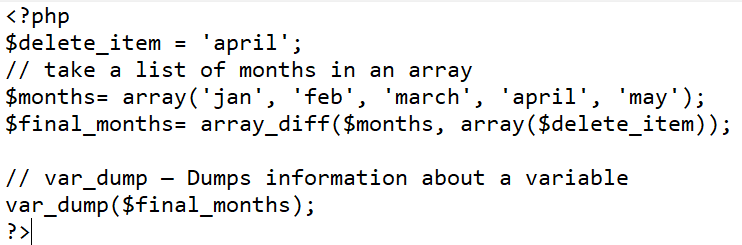 <?php
$delete_item = 'april';
// take a list of months in an array
$months= array('jan', 'feb', 'march', 'april', 'may');
$final_months= array_diff($months, array($delete_item));

// var_dump – Dumps information about a variable
var_dump($final_months);
?>